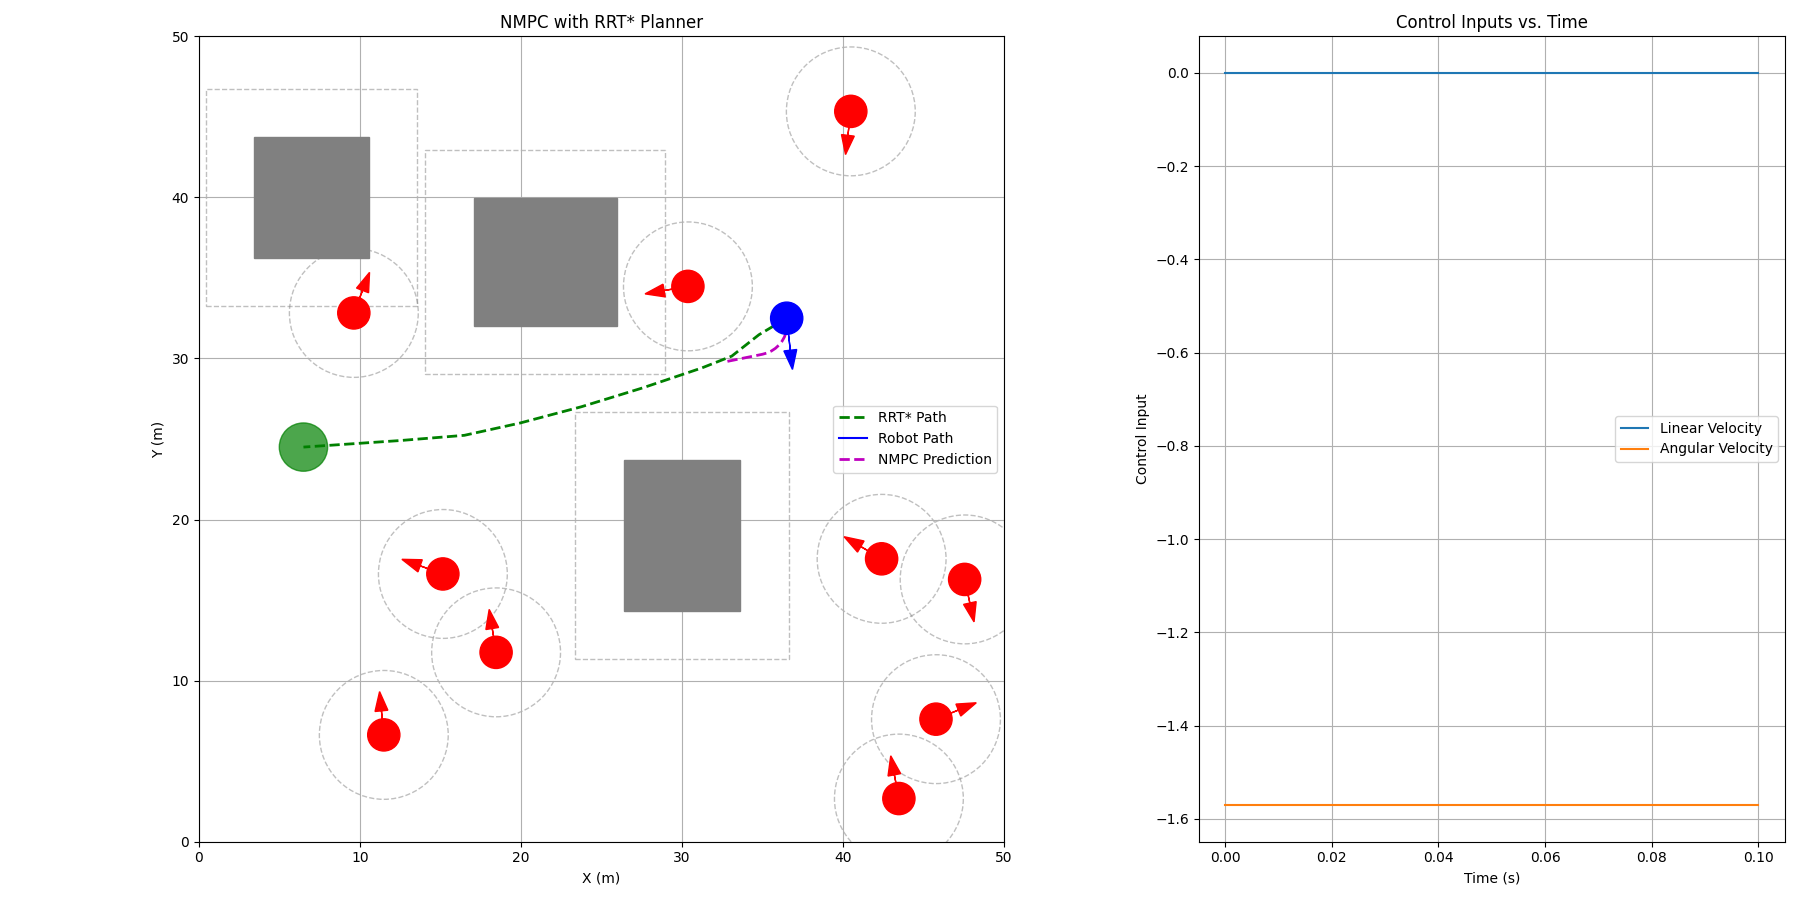 NMPC with RRT* Planner
50
40
30
20
10
0
Y (m)
0 10 20 30 40 50
X (m)
RRT* Path
Robot Path
NMPC Prediction
Control Inputs vs. Time
0.0
−0.2
−0.4
−0.6
−0.8
−1.0
−1.2
−1.4
−1.6
Control Input
0.00 0.02 0.04 0.06 0.08 0.10
Time (s)
Linear Velocity
Angular Velocity